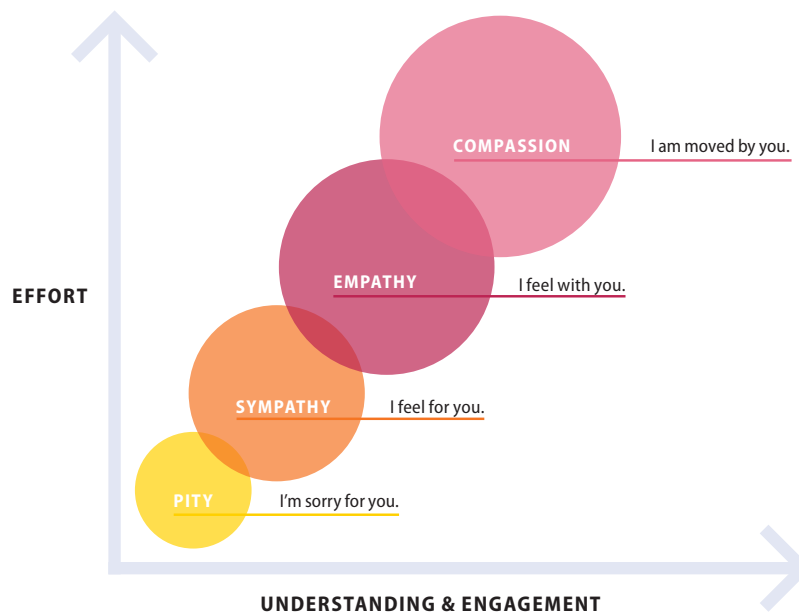 COMPASSION I am moved by you.
EFFORT
EMPATHY I feel with you.
SYMPATHY I feel for you.
PITY I’m sorry for you.
UNDERSTANDING & ENGAGEMENT